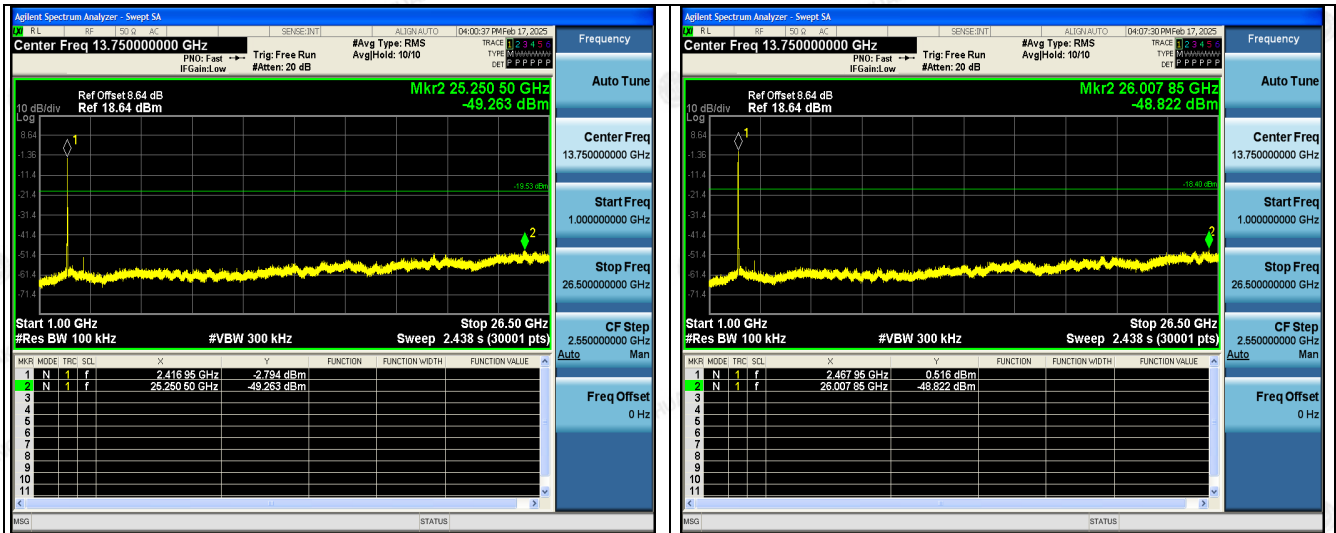 Agilent Spectrum Analyzer - Swept SA
LXI RL RF 50 Ω AC SENSE:INT ALIGN AUTO 04:00:37 PM Feb 17, 2025
Center Freq 13.750000000 GHz
PNO: Fast
IFGain:Low
Trig: Free Run
#Atten: 20 dB
#Avg Type: RMS
Avg|Hold: 10/10
TRACE 1 2 3 4 5 6
TYPE M W W W W W
DET P P P P P P
Ref Offset 8.64 dB
Ref 18.64 dBm
10 dB/div
Log
Mkr2 25.250 50 GHz
-49.263 dBm
8.64
-1.36
-11.4
-21.4
-31.4
-41.4
-51.4
-61.4
-71.4
1
-19.53 dBm
2
Start 1.00 GHz
Stop 26.50 GHz
#Res BW 100 kHz
#VBW 300 kHz
Sweep 2.438 s (30001 pts)
MKR MODE TRC SCL X Y FUNCTION FUNCTION WIDTH FUNCTION VALUE
1 N 1 f 2.416 95 GHz -2.794 dBm
2 N 1 f 25.250 50 GHz -49.263 dBm
3
4
5
6
7
8
9
10
11
MSG
STATUS
Frequency
Auto Tune
Center Freq
13.750000000 GHz
Start Freq
1.000000000 GHz
Stop Freq
26.500000000 GHz
CF Step
2.550000000 GHz
Auto Man
Freq Offset
0 Hz
Agilent Spectrum Analyzer - Swept SA
LXI RL RF 50 Ω AC SENSE:INT ALIGN AUTO 04:07:30 PM Feb 17, 2025
Center Freq 13.750000000 GHz
PNO: Fast
IFGain:Low
Trig: Free Run
#Atten: 20 dB
#Avg Type: RMS
Avg|Hold: 10/10
TRACE 1 2 3 4 5 6
TYPE M W W W W W
DET P P P P P P
Ref Offset 8.64 dB
Ref 18.64 dBm
10 dB/div
Log
Mkr2 26.007 85 GHz
-48.822 dBm
8.64
-1.36
-11.4
-21.4
-31.4
-41.4
-51.4
-61.4
-71.4
1
-18.40 dBm
2
Start 1.00 GHz
Stop 26.50 GHz
#Res BW 100 kHz
#VBW 300 kHz
Sweep 2.438 s (30001 pts)
MKR MODE TRC SCL X Y FUNCTION FUNCTION WIDTH FUNCTION VALUE
1 N 1 f 2.467 95 GHz 0.516 dBm
2 N 1 f 26.007 85 GHz -48.822 dBm
3
4
5
6
7
8
9
10
11
MSG
STATUS
Frequency
Auto Tune
Center Freq
13.750000000 GHz
Start Freq
1.000000000 GHz
Stop Freq
26.500000000 GHz
CF Step
2.550000000 GHz
Auto Man
Freq Offset
0 Hz